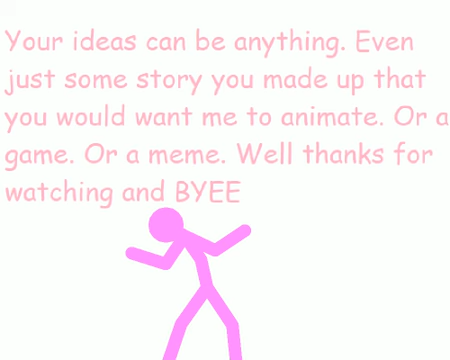 Your ideas can be anything. Even
just some story you made up that
you would want me to animate. Or a
game. Or a meme. Well thanks for
watching and BYEE